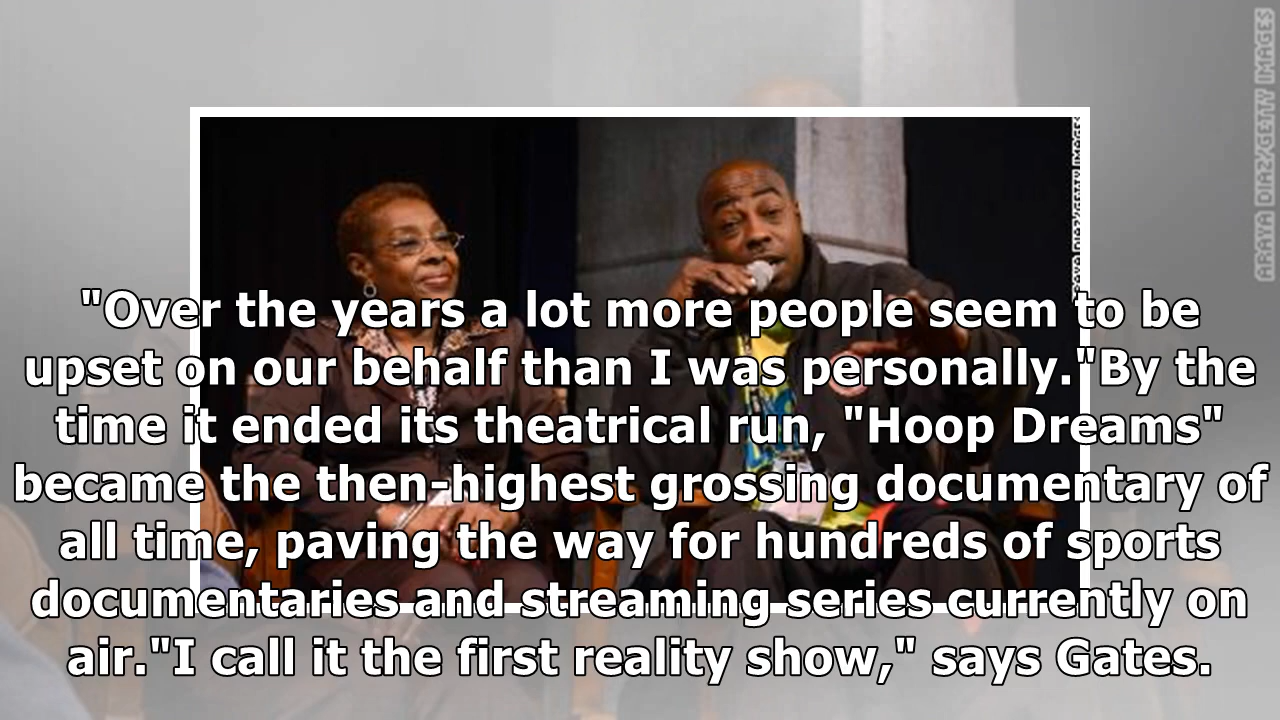 ARAYA DIAZ/GETTY IMAGES
"Over the years a lot more people seem to be
upset on our behalf than I was personally."By the
time it ended its theatrical run, "Hoop Dreams"
became the then-highest grossing documentary of
all time, paving the way for hundreds of sports
documentaries and streaming series currently on
air."I call it the first reality show," says Gates.